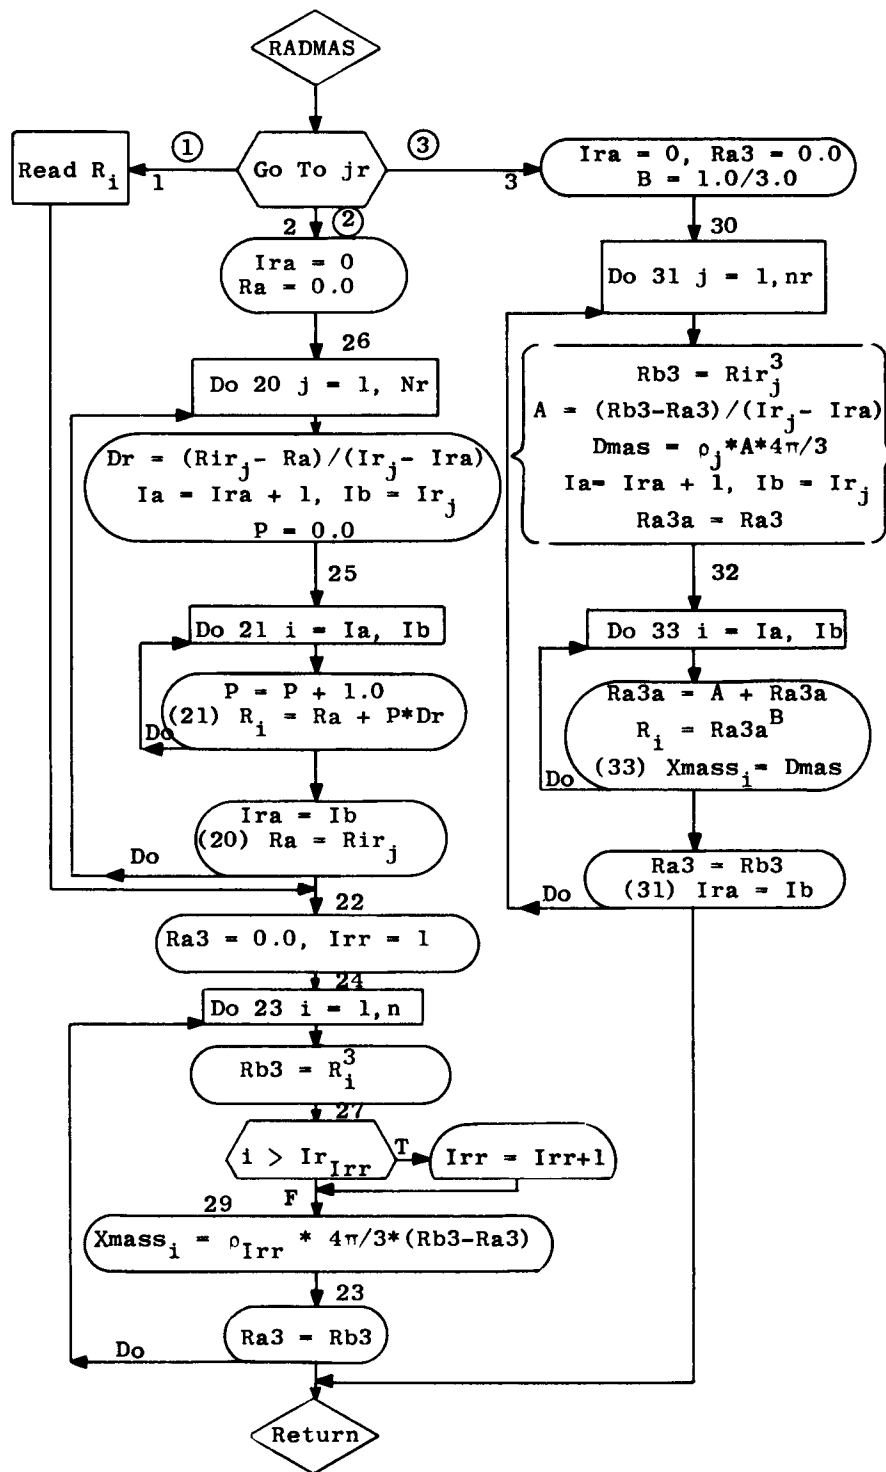 RADMAS
Go To jr
①
1
Read R_i
②
2
Ira = 0
Ra = 0.0
26
Do 20 j = 1, Nr
Dr = (Rir_j - Ra)/(Ir_j - Ira)
Ia = Ira + 1, Ib = Ir_j
P = 0.0
25
Do 21 i = Ia, Ib
P = P + 1.0
(21) R_i = Ra + P*Dr
Do
Ira = Ib
(20) Ra = Rir_j
Do
22
Ra3 = 0.0, Irr = 1
24
Do 23 i = 1,n
Rb3 = R_i^3
27
i > Ir_Irr
T
Irr = Irr+1
F
29
Xmass_i = ρ_Irr * 4π/3*(Rb3-Ra3)
23
Ra3 = Rb3
Do
Return
③
3
Ira = 0, Ra3 = 0.0
B = 1.0/3.0
30
Do 31 j = 1,nr
Rb3 = Rir_j^3
A = (Rb3-Ra3)/(Ir_j - Ira)
Dmas = ρ_j*A*4π/3
Ia= Ira + 1, Ib = Ir_j
Ra3a = Ra3
32
Do 33 i = Ia, Ib
Ra3a = A + Ra3a
R_i = Ra3a^B
(33) Xmass_i = Dmas
Do
Ra3 = Rb3
(31) Ira = Ib
Do